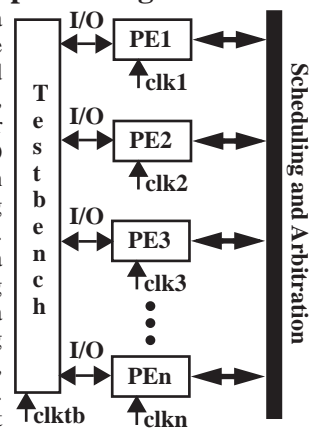 Testbench
I/O
PE1
clk1
I/O
PE2
clk2
I/O
PE3
clk3
I/O
PEn
clkn
clktb
Scheduling and Arbitration